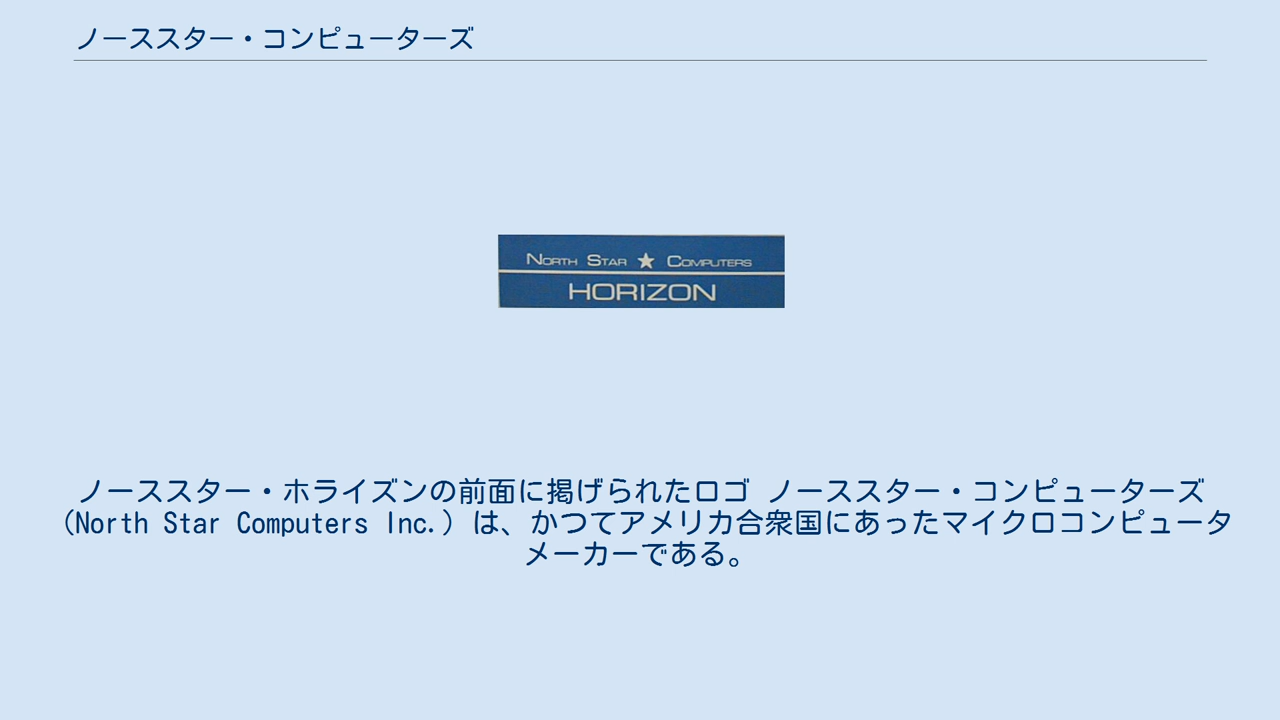 ノーススター・コンピューターズ
NORTH STAR ★ COMPUTERS
HORIZON
ノーススター・ホライズンの前面に掲げられたロゴ ノーススター・コンピューターズ
（North Star Computers Inc.）は、かつてアメリカ合衆国にあったマイクロコンピュータ
メーカーである。